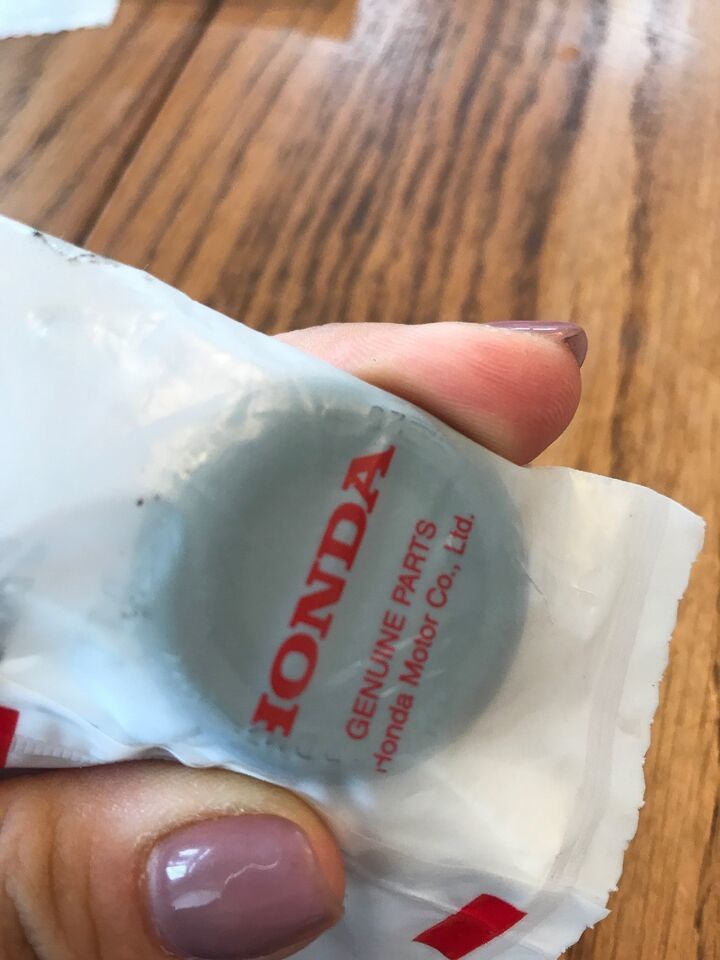 HONDA
GENUINE PARTS
Honda Motor Co., Ltd.